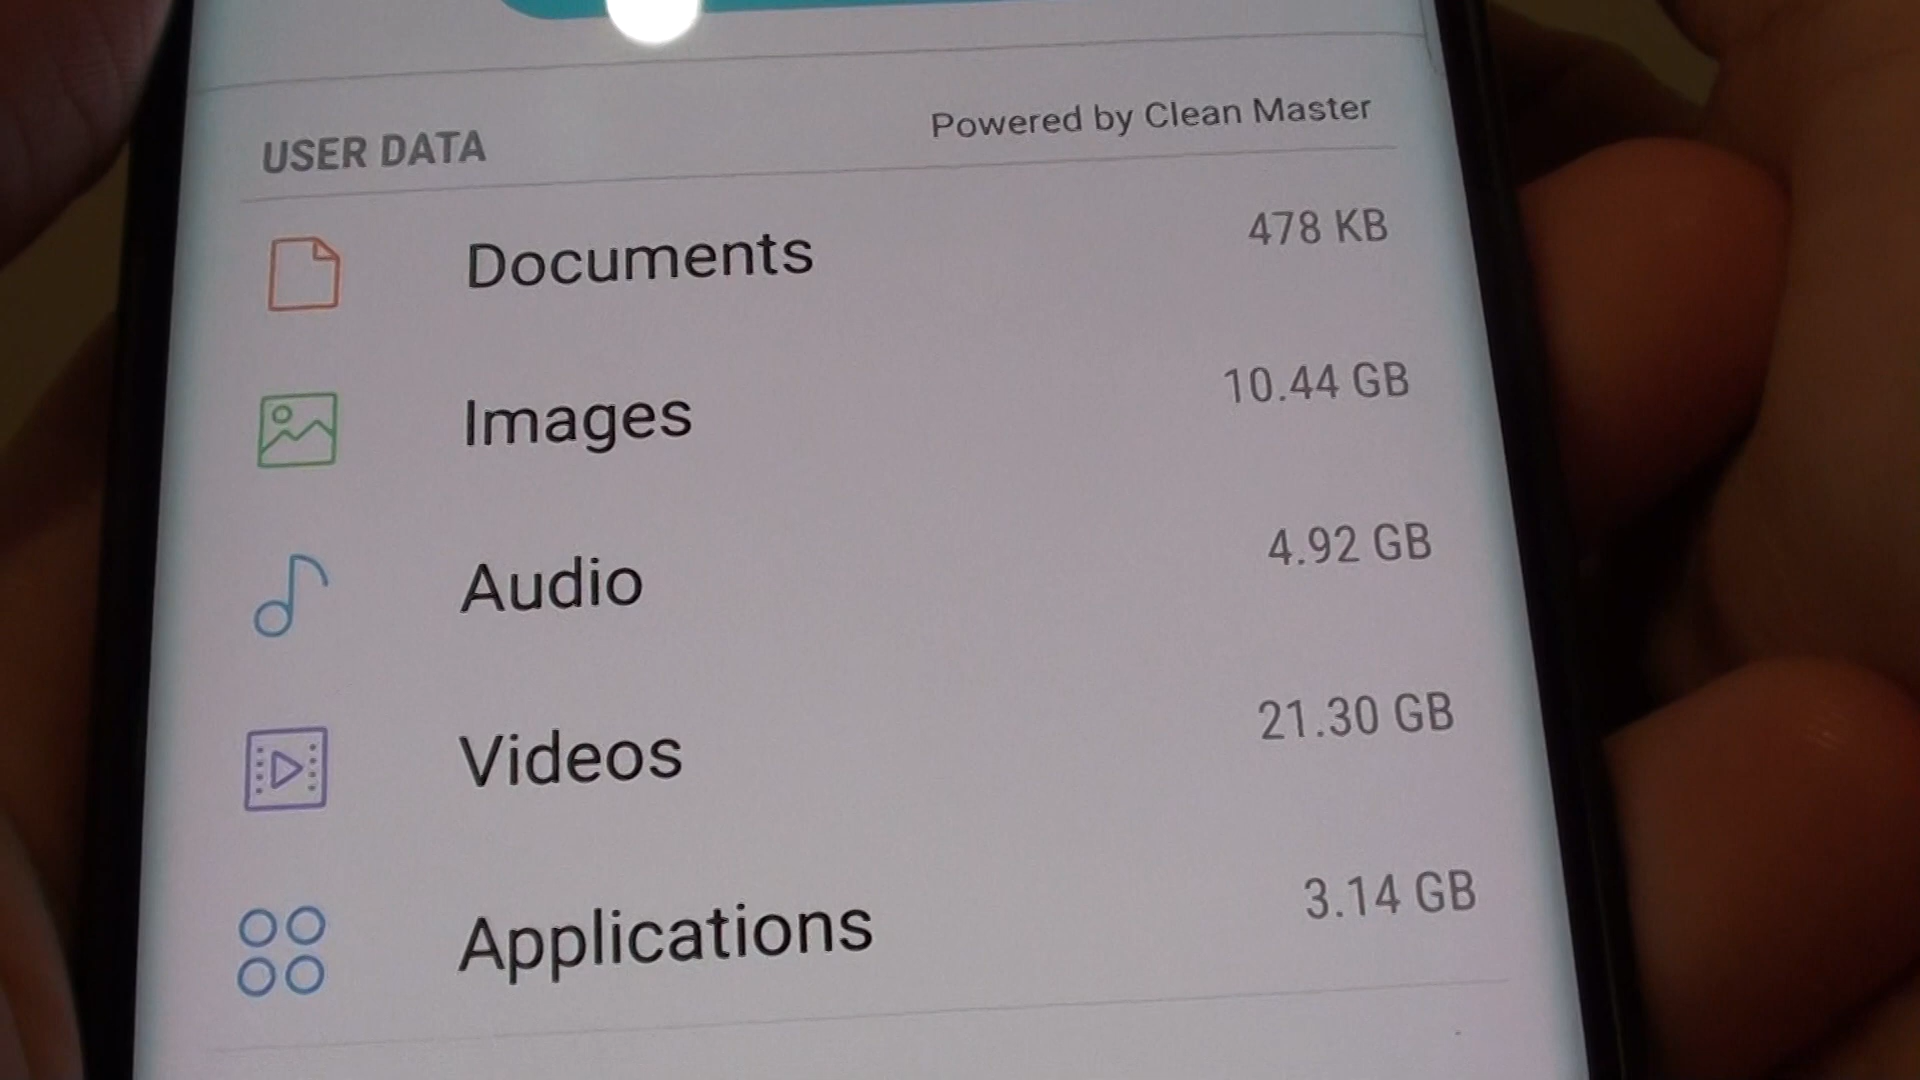 USER DATA Powered by Clean Master
Documents 478 KB
Images 10.44 GB
Audio 4.92 GB
Videos 21.30 GB
Applications 3.14 GB